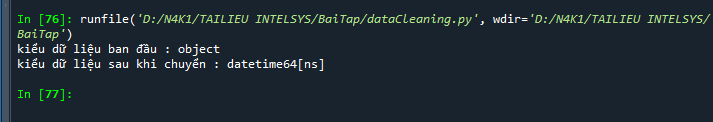 In [76]: runfile('D:/N4K1/TAILIEU INTELSYS/BaiTap/dataCleaning.py', wdir='D:/N4K1/TAILIEU INTELSYS/
BaiTap')
kiểu dữ liệu ban đầu : object
kiểu dữ liệu sau khi chuyển : datetime64[ns]
In [77]: